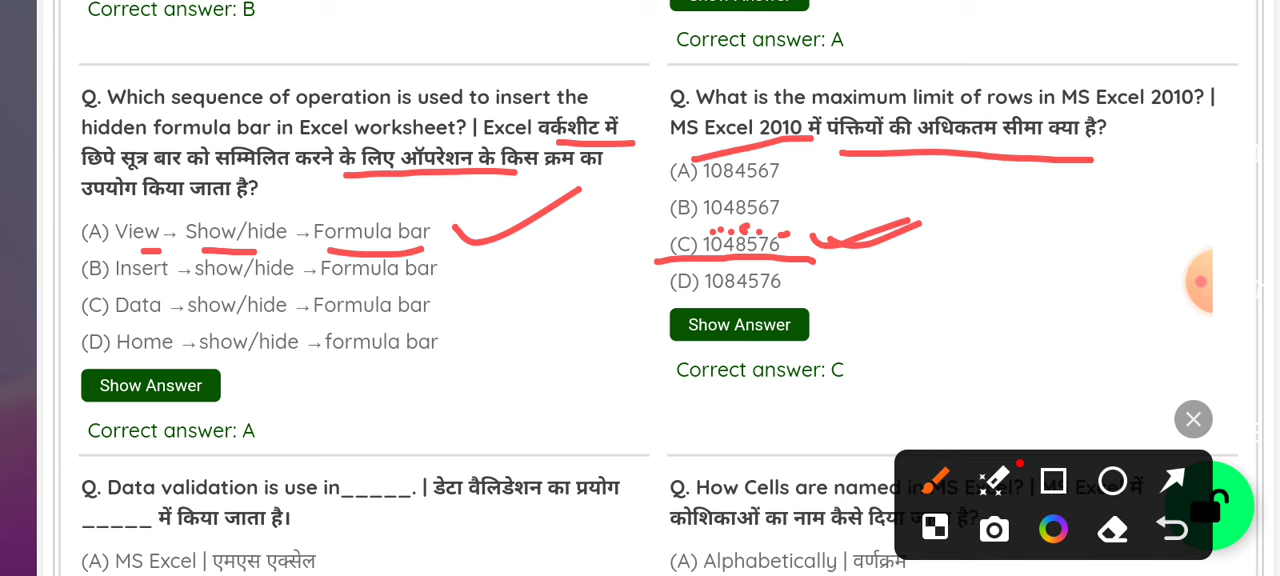 Correct answer: B
Correct answer: A
Q. Which sequence of operation is used to insert the
hidden formula bar in Excel worksheet? | Excel वर्कशीट में
छिपे सूत्र बार को सम्मिलित करने के लिए ऑपरेशन के किस क्रम का
उपयोग किया जाता है?
(A) View→ Show/hide →Formula bar
(B) Insert →show/hide →Formula bar
(C) Data →show/hide →Formula bar
(D) Home →show/hide →formula bar
Show Answer
Correct answer: A
Q. What is the maximum limit of rows in MS Excel 2010? |
MS Excel 2010 में पंक्तियों की अधिकतम सीमा क्या है?
(A) 1084567
(B) 1048567
(C) 1048576
(D) 1084576
Show Answer
Correct answer: C
Q. Data validation is use in_____. | डेटा वैलिडेशन का प्रयोग
_____ में किया जाता है।
(A) MS Excel | एमएस एक्सेल
Q. How Cells are named in MS Excel? | MS Excel में
कोशिकाओं का नाम कैसे दिया जाता है?
(A) Alphabetically | वर्णक्रम